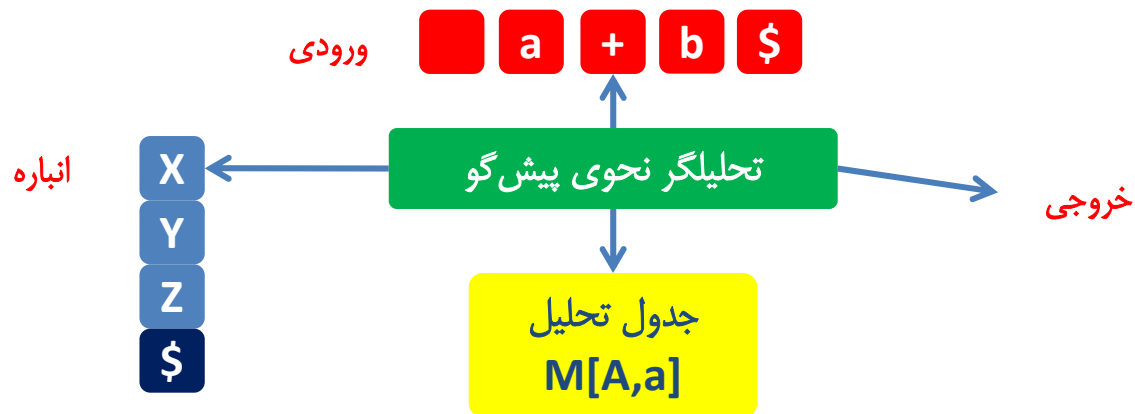 ورودی
a + b $
تحلیلگر نحوی پیش‌گو
انباره
X
Y
Z
$
خروجی
جدول تحلیل
M[A,a]